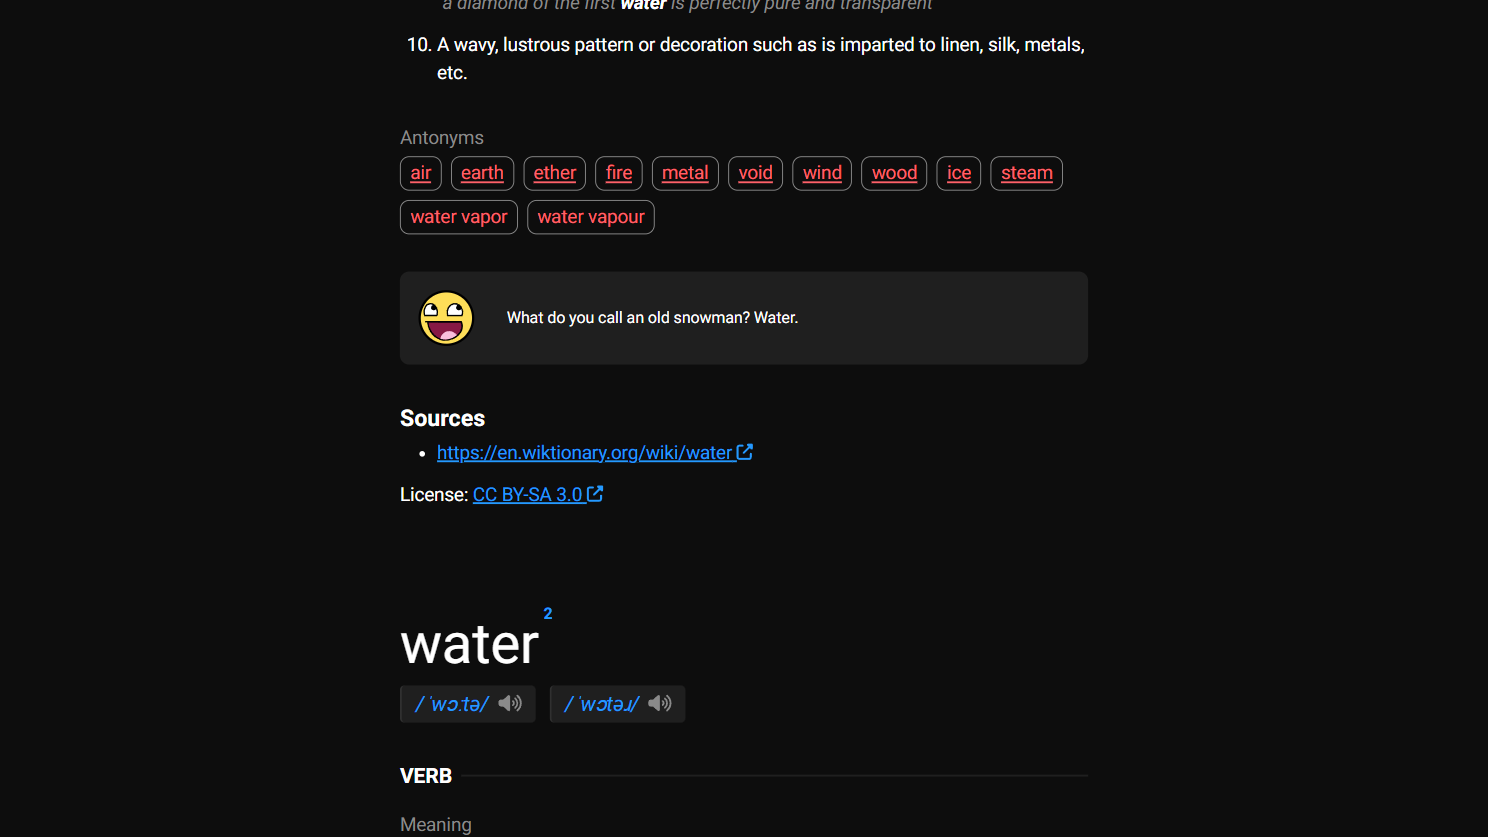 a diamond of the first water is perfectly pure and transparent
10. A wavy, lustrous pattern or decoration such as is imparted to linen, silk, metals,
etc.
Antonyms
air earth ether fire metal void wind wood ice steam
water vapor water vapour
What do you call an old snowman? Water.
Sources
• https://en.wiktionary.org/wiki/water
License: CC BY-SA 3.0
water 2
/ˈwɔː.tə/ /ˈwɔtəɹ/
VERB
Meaning